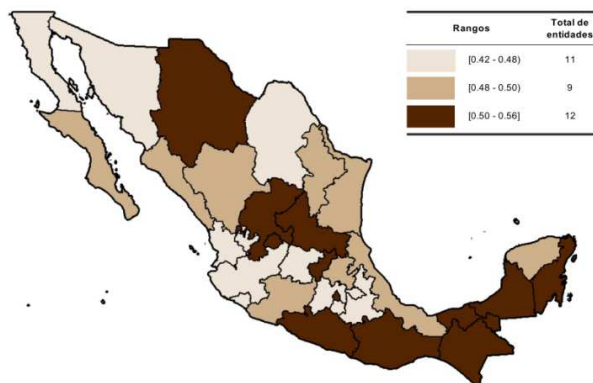 Rangos Total de
entidades
[0.42 - 0.48) 11
[0.48 - 0.50) 9
[0.50 - 0.56] 12